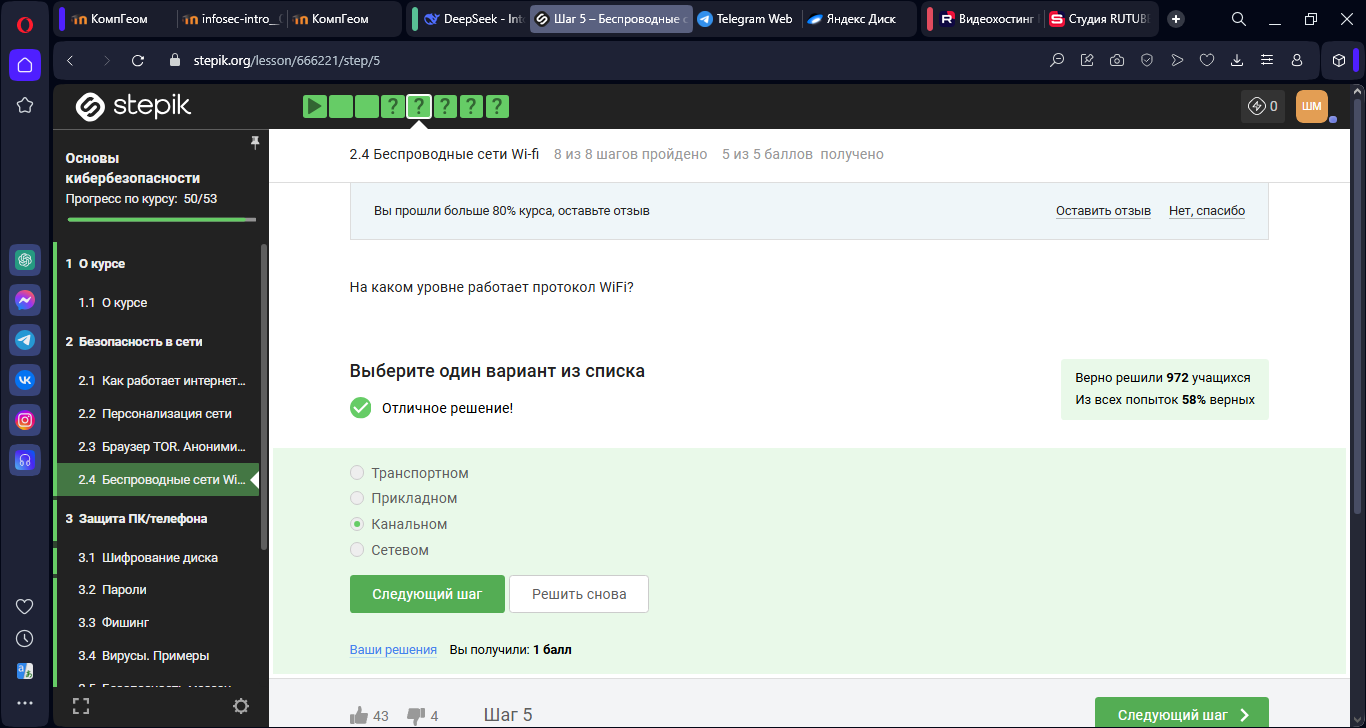 КомпГеом
infosec-intro_
КомпГеом
DeepSeek - Int
Шаг 5 – Беспроводные с
Telegram Web
Яндекс Диск
Видеохостинг
Студия RUTUBE
stepik.org/lesson/666221/step/5
stepik
? ? ? ? ?
0
ШМ
Основы
кибербезопасности
Прогресс по курсу: 50/53
1 О курсе
1.1 О курсе
2 Безопасность в сети
2.1 Как работает интернет...
2.2 Персонализация сети
2.3 Браузер TOR. Аноними...
2.4 Беспроводные сети Wi...
3 Защита ПК/телефона
3.1 Шифрование диска
3.2 Пароли
3.3 Фишинг
3.4 Вирусы. Примеры
2.4 Беспроводные сети Wi-fi 8 из 8 шагов пройдено 5 из 5 баллов получено
Вы прошли больше 80% курса, оставьте отзыв
Оставить отзыв Нет, спасибо
На каком уровне работает протокол WiFi?
Выберите один вариант из списка
Отличное решение!
Верно решили 972 учащихся
Из всех попыток 58% верных
Транспортном
Прикладном
Канальном
Сетевом
Следующий шаг
Решить снова
Ваши решения Вы получили: 1 балл
43 4 Шаг 5
Следующий шаг